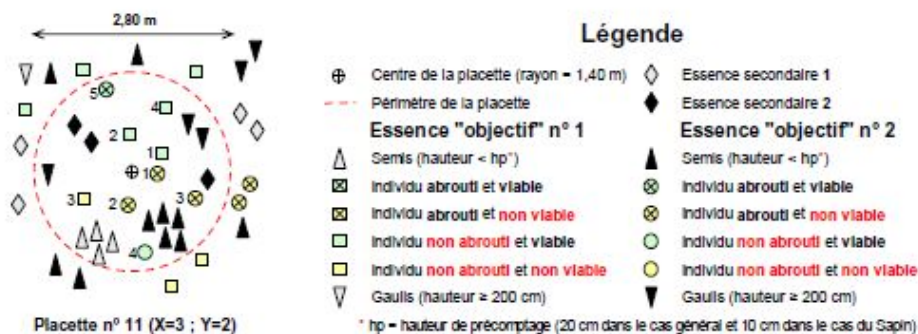 2,80 m
5
4
2
1
1
3
2
3
4
Placette nº 11 (X=3 ; Y=2)
Légende
Centre de la placette (rayon = 1,40 m)
Essence secondaire 1
Périmètre de la placette
Essence secondaire 2
Essence "objectif" nº 1
Essence "objectif" nº 2
Semis (hauteur < hp*)
Semis (hauteur < hp*)
Individu abrouti et viable
Individu abrouti et viable
Individu abrouti et non viable
Individu abrouti et non viable
Individu non abrouti et viable
Individu non abrouti et viable
Individu non abrouti et non viable
Individu non abrouti et non viable
Gaulis (hauteur ≥ 200 cm)
Gaulis (hauteur ≥ 200 cm)
* hp = hauteur de précomptage (20 cm dans le cas général et 10 cm dans le cas du Sapin)